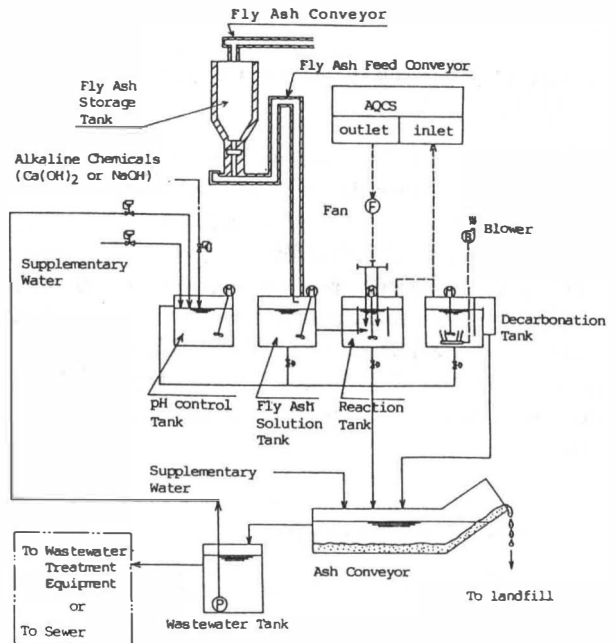 Fly Ash Conveyor
Fly Ash Feed Conveyor
Fly Ash
Storage
Tank
AQCS
outlet
inlet
Alkaline Chemicals
(Ca(OH)2 or NaOH)
Fan
F
B
Blower
Supplementary
Water
M
M
M
M
Decarbonation
Tank
pH control
Tank
Fly Ash
Solution
Tank
Reaction
Tank
Supplementary
Water
To Wastewater
Treatment
Equipment
or
To Sewer
P
Wastewater Tank
Ash Conveyor
To landfill